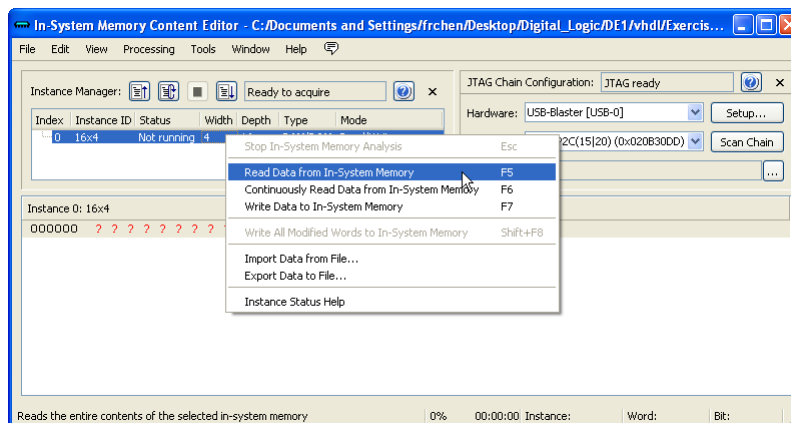 In-System Memory Content Editor - C:/Documents and Settings/frchen/Desktop/Digital_Logic/DE1/vhdl/Exercis...
File Edit View Processing Tools Window Help
Instance Manager: Ready to acquire
JTAG Chain Configuration: JTAG ready
Index Instance ID Status Width Depth Type Mode
Hardware: USB-Blaster [USB-0] Setup...
0 16x4 Not running 4
2C(15|20) (0x020B30DD) Scan Chain
...
Stop In-System Memory Analysis Esc
Read Data from In-System Memory F5
Continuously Read Data from In-System Memory F6
Write Data to In-System Memory F7
Write All Modified Words to In-System Memory Shift+F8
Import Data from File...
Export Data to File...
Instance Status Help
Instance 0: 16x4
000000 ? ? ? ? ? ? ? ?
Reads the entire contents of the selected in-system memory 0% 00:00:00 Instance: Word: Bit: